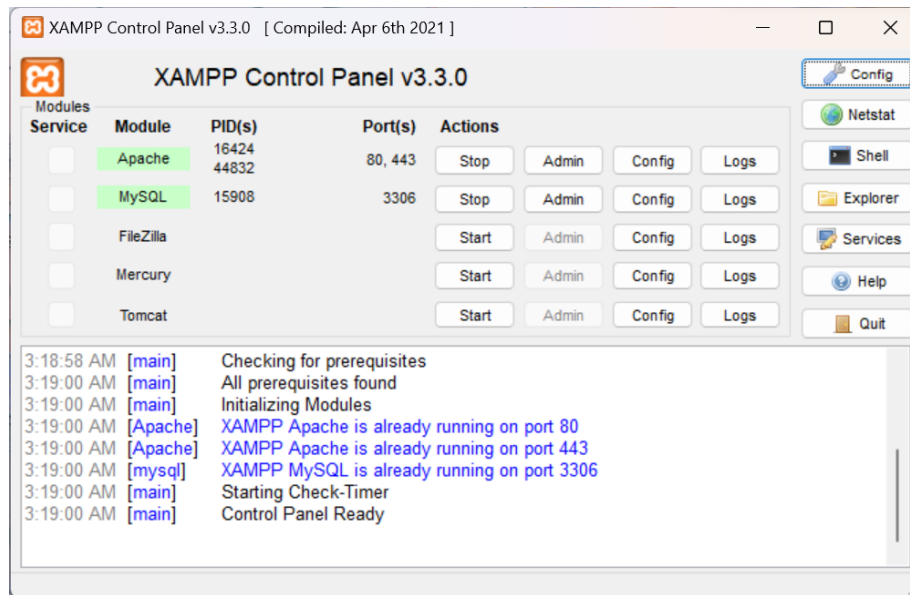 XAMPP Control Panel v3.3.0 [ Compiled: Apr 6th 2021 ]
XAMPP Control Panel v3.3.0
Config
Modules
Service Module PID(s) Port(s) Actions
Netstat
Apache 16424 44832 80, 443 Stop Admin Config Logs
Shell
MySQL 15908 3306 Stop Admin Config Logs
Explorer
FileZilla Start Admin Config Logs
Services
Mercury Start Admin Config Logs
Help
Tomcat Start Admin Config Logs
Quit
3:18:58 AM [main] Checking for prerequisites
3:19:00 AM [main] All prerequisites found
3:19:00 AM [main] Initializing Modules
3:19:00 AM [Apache] XAMPP Apache is already running on port 80
3:19:00 AM [Apache] XAMPP Apache is already running on port 443
3:19:00 AM [mysql] XAMPP MySQL is already running on port 3306
3:19:00 AM [main] Starting Check-Timer
3:19:00 AM [main] Control Panel Ready